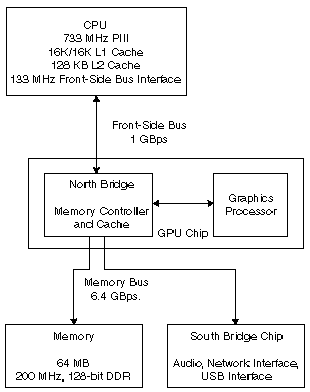 CPU
733 MHz PIII
16K/16K L1 Cache
128 KB L2 Cache
133 MHz Front-Side Bus Interface
Front-Side Bus
1 GBps
North Bridge
Memory Controller
and Cache
Graphics
Processor
GPU Chip
Memory Bus
6.4 GBps.
Memory
64 MB
200 MHz, 128-bit DDR
South Bridge Chip
Audio, Network Interface,
USB Interface